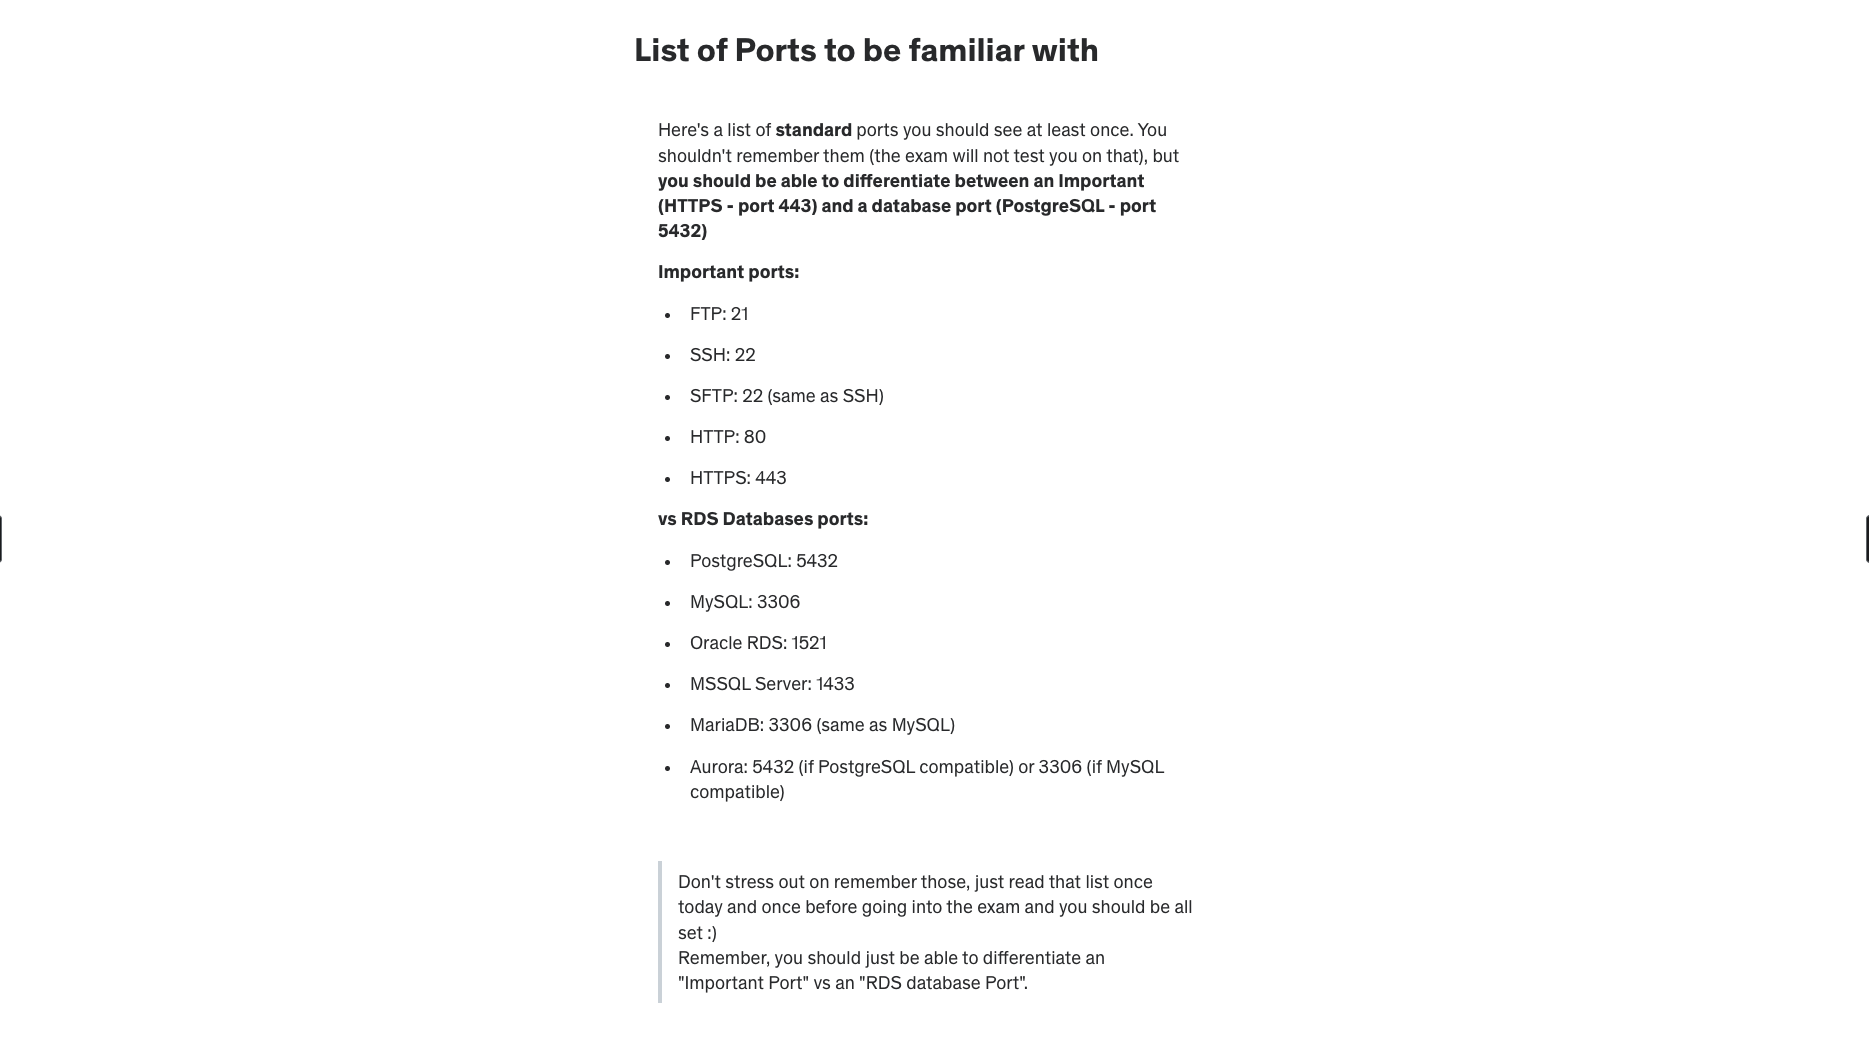 List of Ports to be familiar with
Here's a list of standard ports you should see at least once. You
shouldn't remember them (the exam will not test you on that), but
you should be able to differentiate between an Important
(HTTPS - port 443) and a database port (PostgreSQL - port
5432)
Important ports:
• FTP: 21
• SSH: 22
• SFTP: 22 (same as SSH)
• HTTP: 80
• HTTPS: 443
vs RDS Databases ports:
• PostgreSQL: 5432
• MySQL: 3306
• Oracle RDS: 1521
• MSSQL Server: 1433
• MariaDB: 3306 (same as MySQL)
• Aurora: 5432 (if PostgreSQL compatible) or 3306 (if MySQL
compatible)
Don't stress out on remember those, just read that list once
today and once before going into the exam and you should be all
set :)
Remember, you should just be able to differentiate an
"Important Port" vs an "RDS database Port".